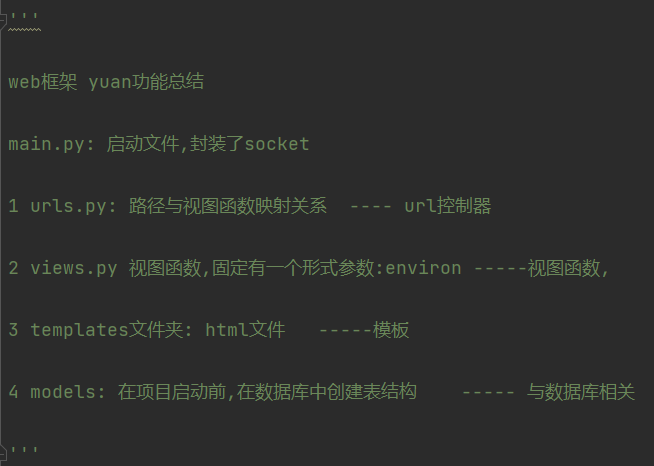 '''
web框架 yuan功能总结
main.py: 启动文件,封装了socket
1 urls.py: 路径与视图函数映射关系  ---- url控制器
2 views.py 视图函数,固定有一个形式参数:environ -----视图函数,
3 templates文件夹: html文件   -----模板
4 models: 在项目启动前,在数据库中创建表结构    ----- 与数据库相关
'''